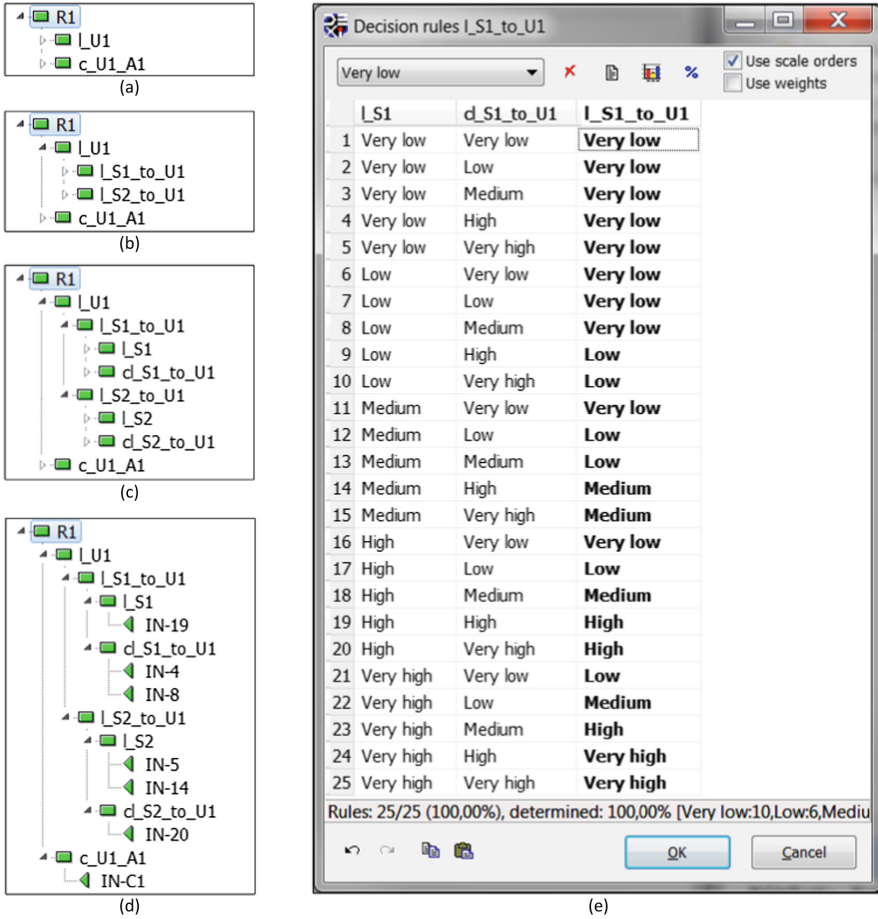 R1
l_U1
c_U1_A1
(a)
R1
l_U1
l_S1_to_U1
l_S2_to_U1
c_U1_A1
(b)
R1
l_U1
l_S1_to_U1
l_S1
cl_S1_to_U1
l_S2_to_U1
l_S2
cl_S2_to_U1
c_U1_A1
(c)
R1
l_U1
l_S1_to_U1
l_S1
IN-19
cl_S1_to_U1
IN-4
IN-8
l_S2_to_U1
l_S2
IN-5
IN-14
cl_S2_to_U1
IN-20
c_U1_A1
IN-C1
(d)
Decision rules l_S1_to_U1
Very low % Use scale orders
Use weights
l_S1 cl_S1_to_U1 l_S1_to_U1
1 Very low Very low Very low
2 Very low Low Very low
3 Very low Medium Very low
4 Very low High Very low
5 Very low Very high Very low
6 Low Very low Very low
7 Low Low Very low
8 Low Medium Very low
9 Low High Low
10 Low Very high Low
11 Medium Very low Very low
12 Medium Low Low
13 Medium Medium Low
14 Medium High Medium
15 Medium Very high Medium
16 High Very low Very low
17 High Low Low
18 High Medium Medium
19 High High High
20 High Very high High
21 Very high Very low Low
22 Very high Low Medium
23 Very high Medium High
24 Very high High Very high
25 Very high Very high Very high
Rules: 25/25 (100,00%), determined: 100,00% [Very low:10,Low:6,Mediu
OK Cancel
(e)